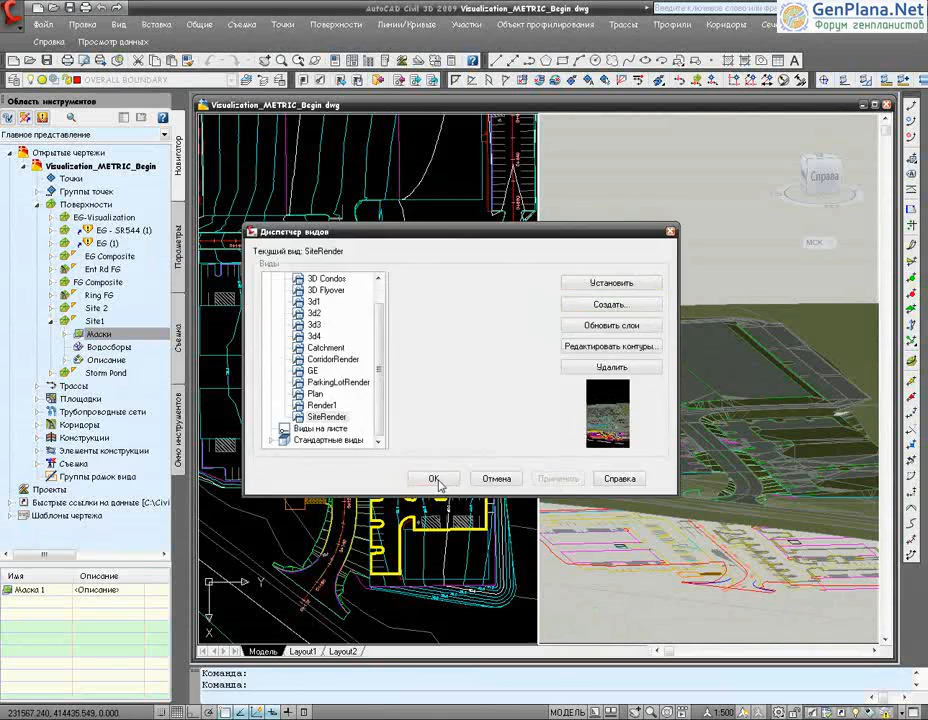 AutoCAD Civil 3D 2009 Visualization_METRIC_Begin dwg
Введите ключевое слово или фраз
GenPlana.Net
Форум генпланистов
Файл Правка Вид Вставка Общие Съемка Точки Поверхности Линии/Кривые Участки Объект профилирования Трассы Профили Коридоры
Справка Просмотр данных
OVERALL BOUNDARY
Область инструментов
Главное представление
Открытые чертежи
Visualization_METRIC_Begin
Точки
Группы точек
Поверхности
EG-Visualization
EG - SR544 (1)
EG (1)
EG Composite
Ent Rd FG
FG Composite
Ring FG
Site 2
Site1
Маски
Водосборы
Описание
Storm Pond
Трассы
Площадки
Трубопроводные сети
Коридоры
Конструкции
Элементы конструкции
Съемка
Группы рамок вида
Проекты
Быстрые ссылки на данные [C:\Civi
Шаблоны чертежа
Навигатор
Параметры
Съемка
Окно инструментов
Имя Описание
Маска 1 <Описание>
Visualization_METRIC_Begin dwg
Справа
МСК
Диспетчер видов
Текущий вид: SiteRender
Виды
3D Condos
3D Flyover
3d1
3d2
3d3
3d4
Catchment
CorridorRender
GE
ParkingLotRender
Plan
Render1
SiteRender
Виды на листе
Стандартные виды
Установить
Создать...
Обновить слои
Редактировать контуры...
Удалить
OK Отмена Применить Справка
Y
X
Модель Layout1 Layout2
Команда:
Команда:
231567.240, 414435.549, 0.000
МОДЕЛЬ
1:500